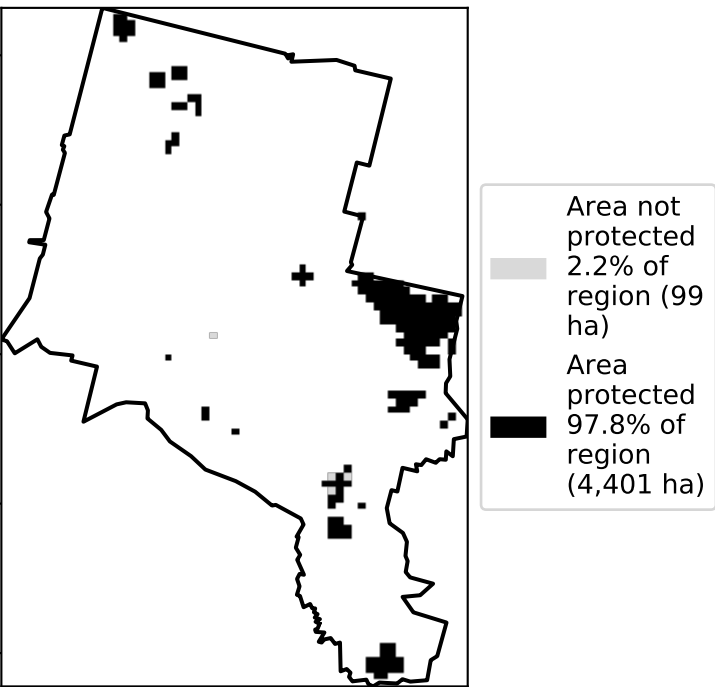 Area not
protected
2.2% of
region (99
ha)
Area
protected
97.8% of
region
(4,401 ha)